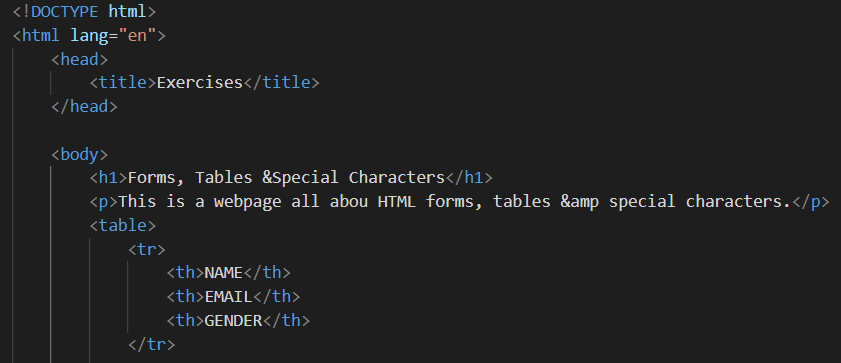 <!DOCTYPE html>
<html lang="en">
<head>
<title>Exercises</title>
</head>
<body>
<h1>Forms, Tables &Special Characters</h1>
<p>This is a webpage all abou HTML forms, tables &amp special characters.</p>
<table>
<tr>
<th>NAME</th>
<th>EMAIL</th>
<th>GENDER</th>
</tr>